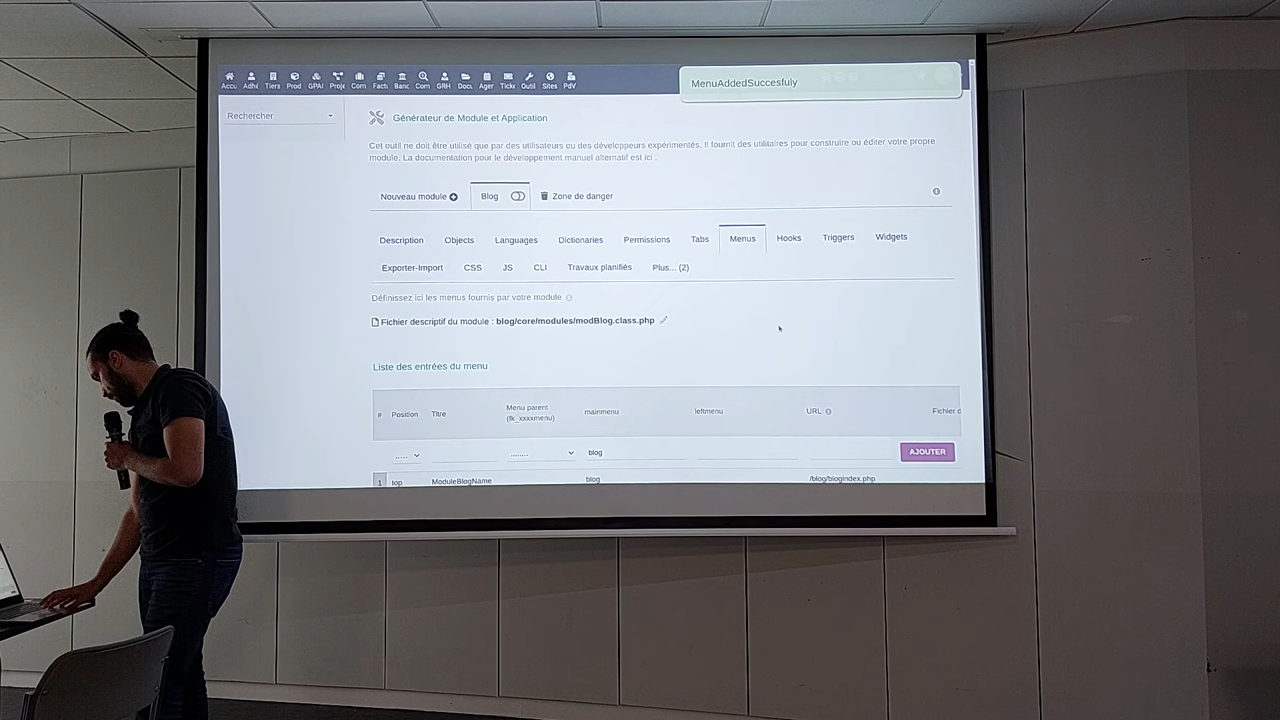 Accu Adhé Tiers Prod GPAI Proje Com Factu Banc Com GRH Docu Agen Ticke Outil Sites PdV
MenuAddedSuccesfuly
Rechercher
Générateur de Module et Application
Cet outil ne doit être utilisé que par des utilisateurs ou des développeurs expérimentés. Il fournit des utilitaires pour construire ou éditer votre propre
module. La documentation pour le développement manuel alternatif est ici .
Nouveau module Blog Zone de danger
Description Objects Languages Dictionaries Permissions Tabs Menus Hooks Triggers Widgets
Exporter-Import CSS JS CLI Travaux planifiés Plus... (2)
Définissez ici les menus fournis par votre module
Fichier descriptif du module : blog/core/modules/modBlog.class.php
Liste des entrées du menu
# Position Titre Menu parent (fk_xxxxmenu) mainmenu leftmenu URL Fichier d
..... ........ blog AJOUTER
1 top ModuleBlogName blog /blog/blogindex.php